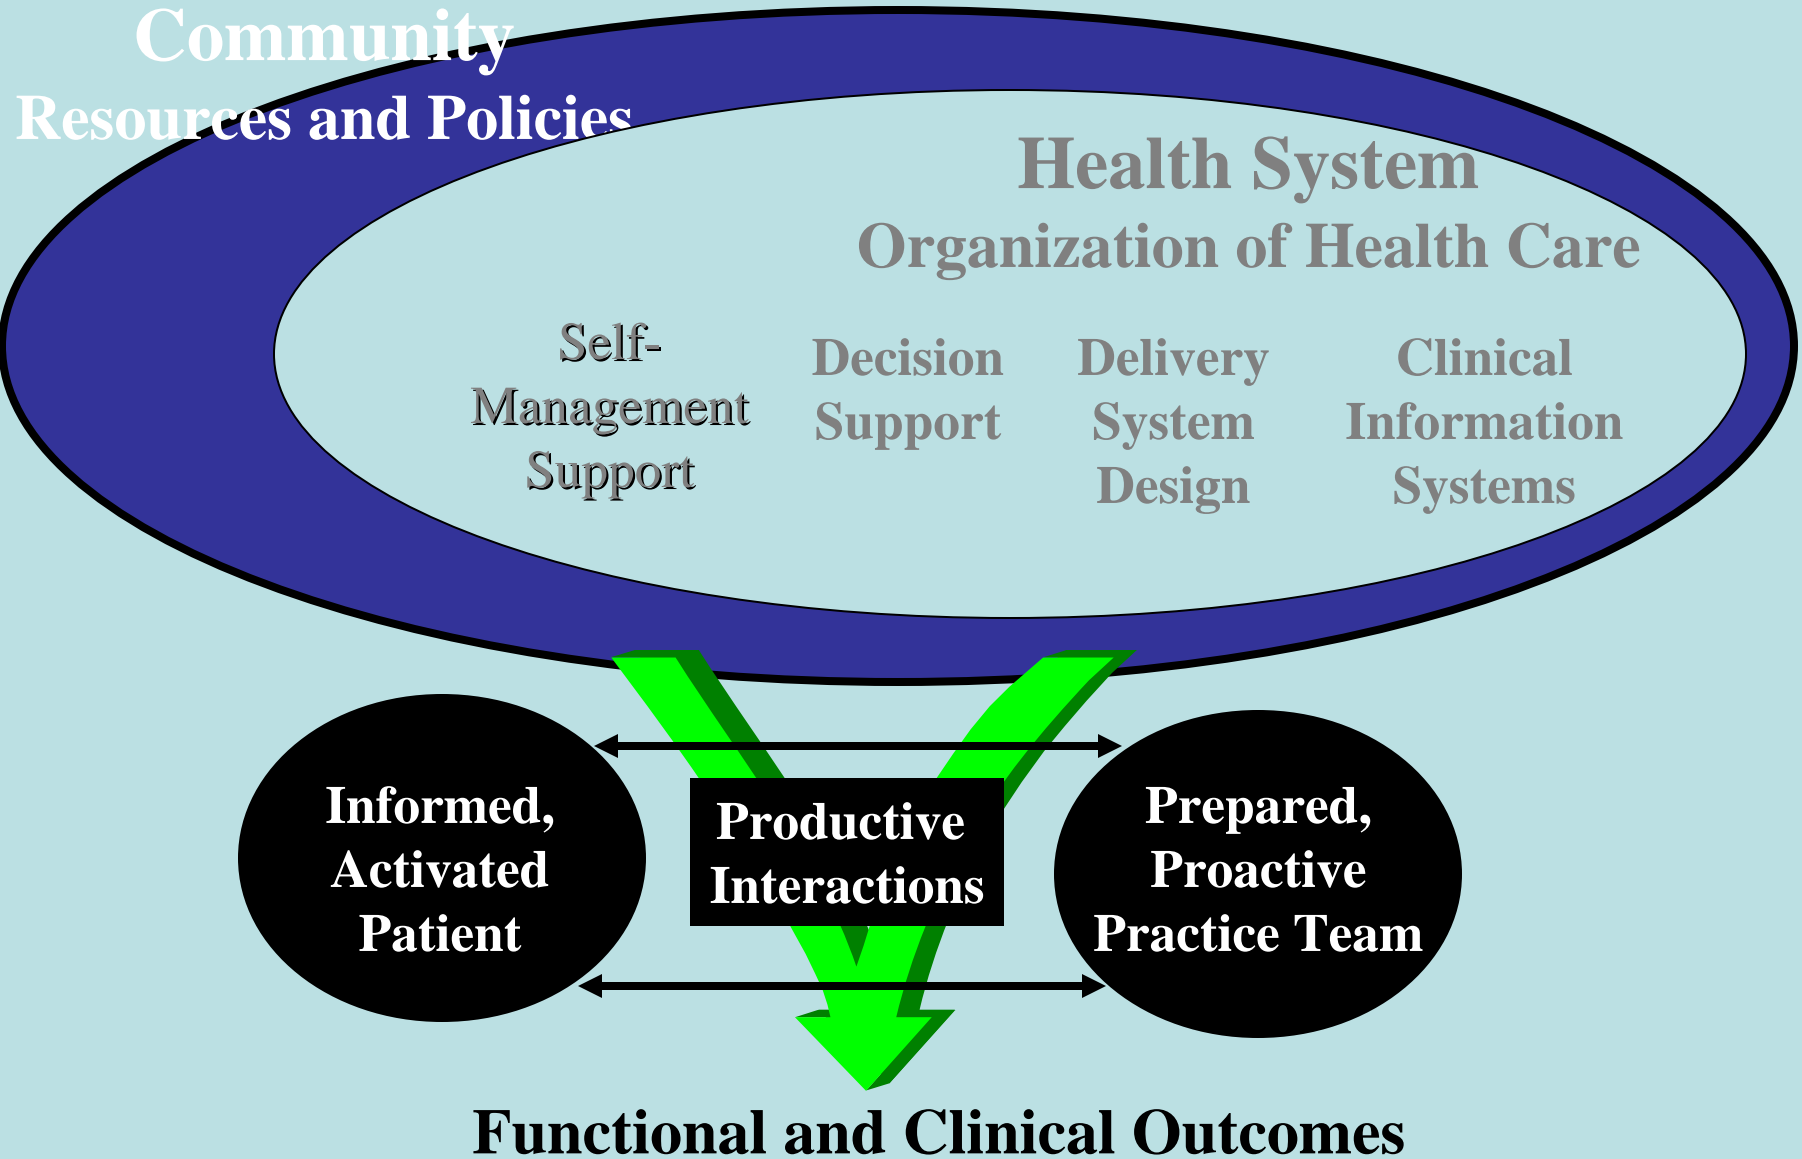 Community
Resources and Policies
Health System
Organization of Health Care
Self-
Management
Support
Decision
Support
Delivery
System
Design
Clinical
Information
Systems
Informed,
Activated
Patient
Productive
Interactions
Prepared,
Proactive
Practice Team
Functional and Clinical Outcomes